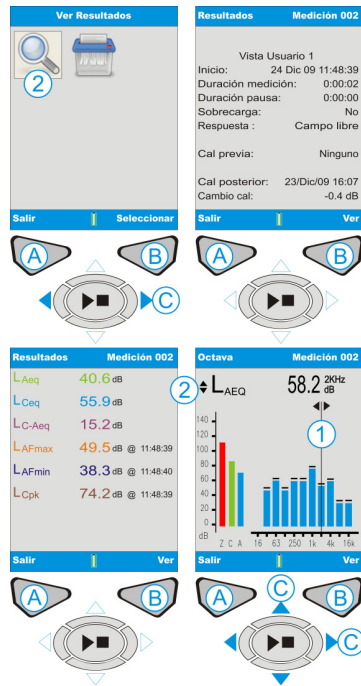 Ver Resultados
2
Salir Seleccionar
A B
C
Resultados Medición 002
Vista Usuario 1
Inicio: 24 Dic 09 11:48:39
Duración medición: 0:00:02
Duración pausa: 0:00:00
Sobrecarga: No
Respuesta : Campo libre
Cal previa: Ninguno
Cal posterior: 23/Dic/09 16:07
Cambio cal: -0.4 dB
Salir Ver
A B
Resultados Medición 002
LAeq 40.6 dB
LCeq 55.9 dB
LC-Aeq 15.2 dB
LAFmax 49.5 dB @ 11:48:39
LAFmin 38.3 dB @ 11:48:40
LCpk 74.2 dB @ 11:48:39
Salir Ver
A B
Octava Medición 002
2 LAEQ 58.2 2KHz dB
1
140
120
100
80
60
40
20
0
dB
Z C A 16 63 250 1k 4k 16k
Salir Ver
A C B
C